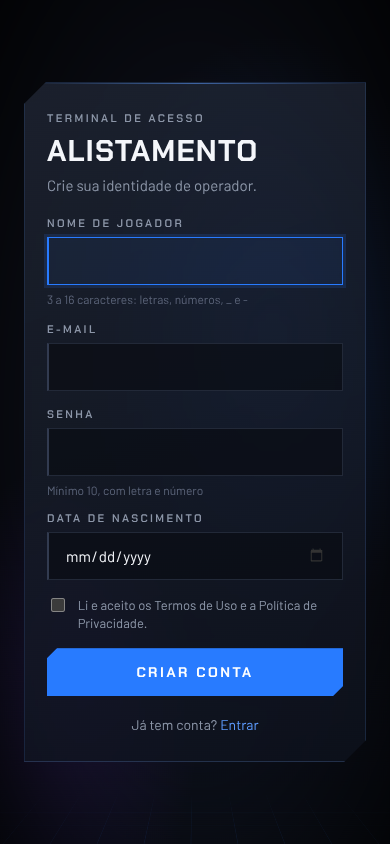 TERMINAL DE ACESSO
ALISTAMENTO
Crie sua identidade de operador.
NOME DE JOGADOR
3 a 16 caracteres: letras, números, _ e -
E-MAIL
SENHA
Mínimo 10, com letra e número
DATA DE NASCIMENTO
mm/dd/yyyy
Li e aceito os Termos de Uso e a Política de
Privacidade.
CRIAR CONTA
Já tem conta? Entrar